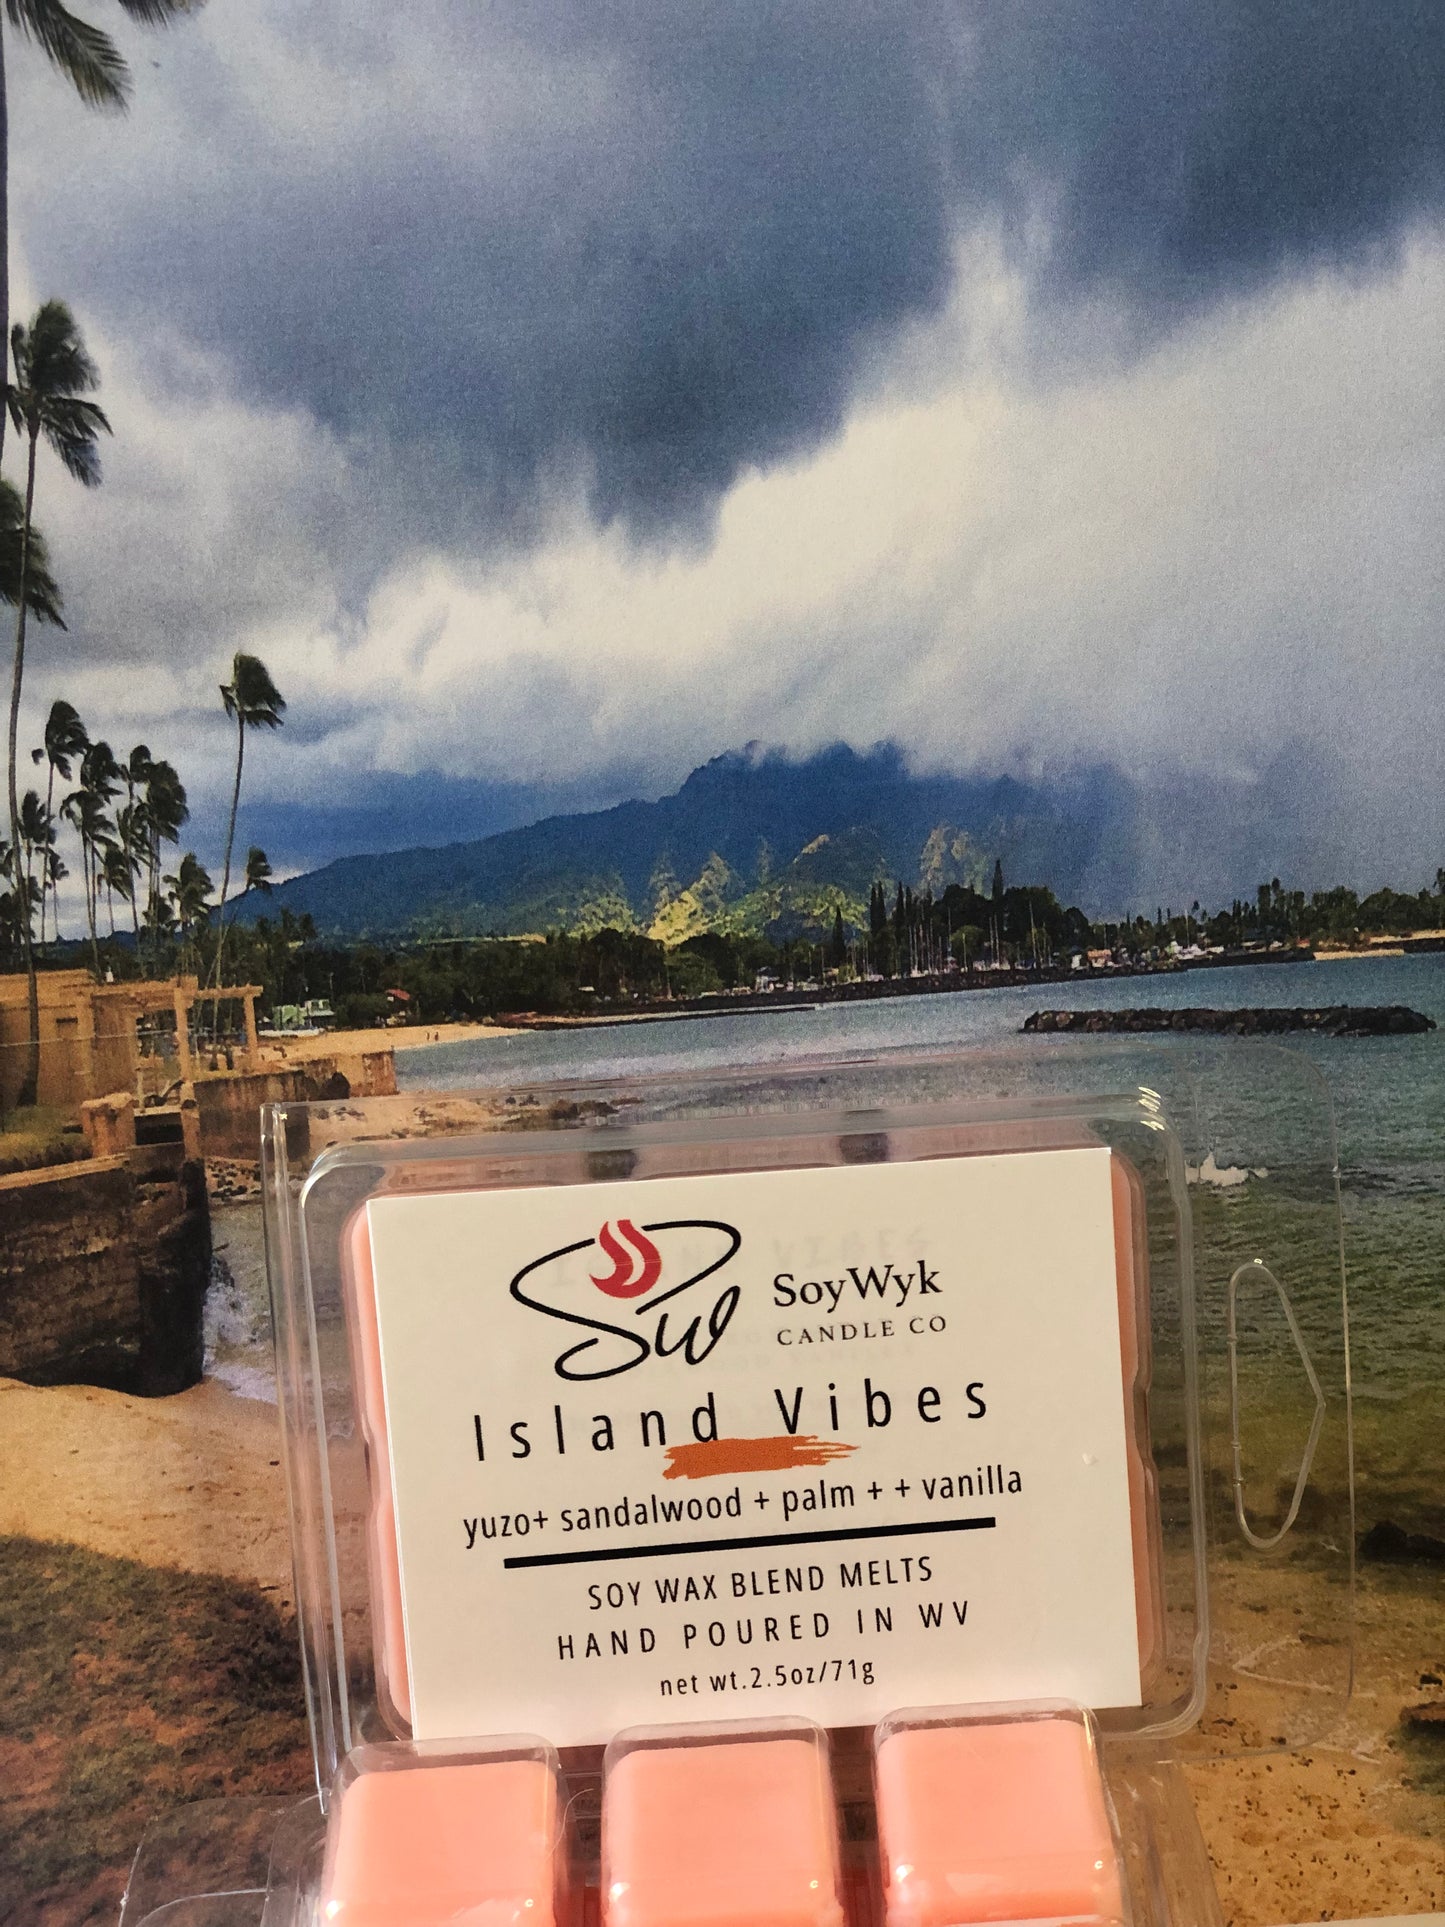 Sw
SoyWyk
CANDLE CO
Island Vibes
yuzo+ sandalwood + palm + + vanilla
SOY WAX BLEND MELTS
HAND POURED IN WV
net wt.2.5oz/71g